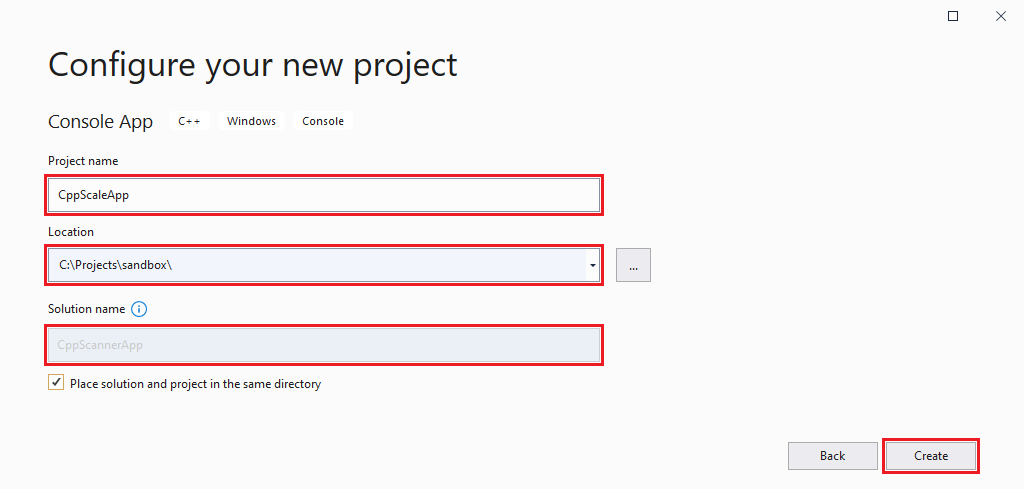 Configure your new project
Console App C++ Windows Console
Project name
CppScaleApp
Location
C:\Projects\sandbox\
...
Solution name
CppScannerApp
Place solution and project in the same directory
Back Create